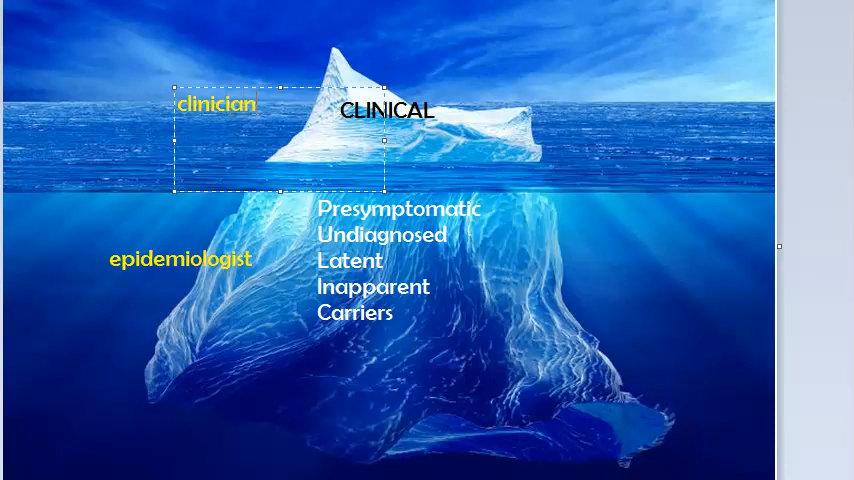 clinician
CLINICAL
Presymptomatic
Undiagnosed
epidemiologist
Latent
Inapparent
Carriers